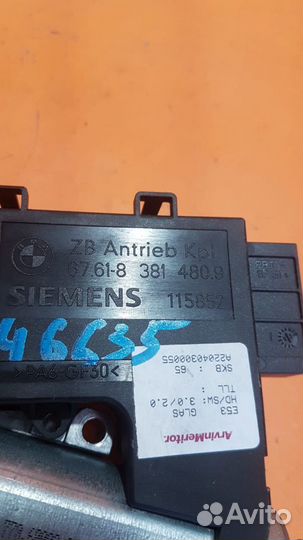 ZB Antrieb Kpl
67.61-8 381 480.9
SIEMENS 115852
46635
>PA6-GF30<
E53
GLAS
HD/SW: 3.0/2.0
TLL :
SKB : 65
A2204030005S
ArvinMeritor
Avito